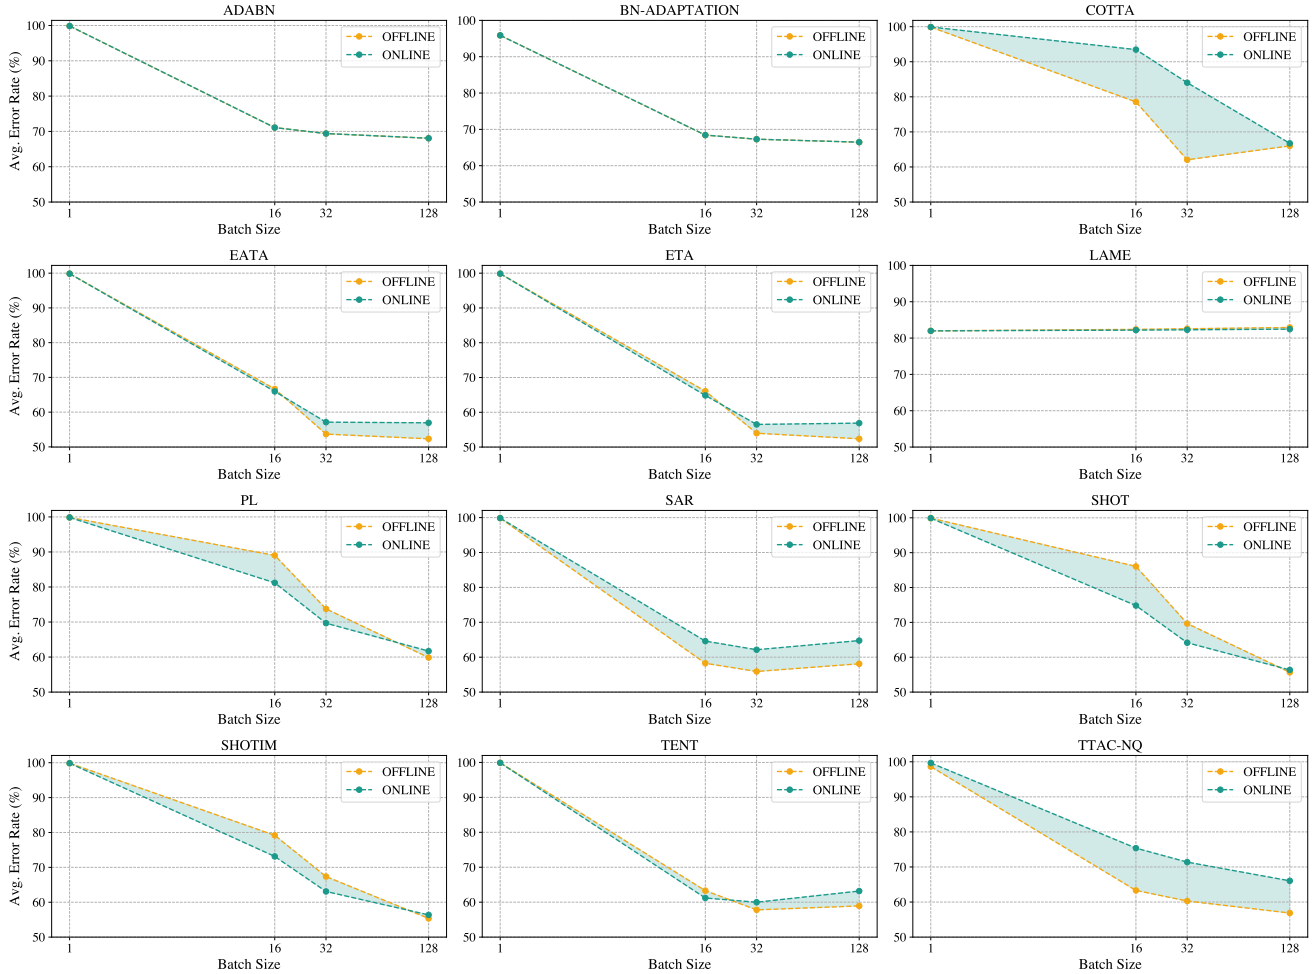 ADABN
Avg. Error Rate (%)
100
90
80
70
60
50
1
16
32
128
Batch Size
OFFLINE
ONLINE
BN-ADAPTATION
100
90
80
70
60
50
1
16
32
128
Batch Size
OFFLINE
ONLINE
COTTA
100
90
80
70
60
50
1
16
32
128
Batch Size
OFFLINE
ONLINE
EATA
Avg. Error Rate (%)
100
90
80
70
60
50
1
16
32
128
Batch Size
OFFLINE
ONLINE
ETA
100
90
80
70
60
50
1
16
32
128
Batch Size
OFFLINE
ONLINE
LAME
100
90
80
70
60
50
1
16
32
128
Batch Size
OFFLINE
ONLINE
PL
Avg. Error Rate (%)
100
90
80
70
60
50
1
16
32
128
Batch Size
OFFLINE
ONLINE
SAR
100
90
80
70
60
50
1
16
32
128
Batch Size
OFFLINE
ONLINE
SHOT
100
90
80
70
60
50
1
16
32
128
Batch Size
OFFLINE
ONLINE
SHOTIM
Avg. Error Rate (%)
100
90
80
70
60
50
1
16
32
128
Batch Size
OFFLINE
ONLINE
TENT
100
90
80
70
60
50
1
16
32
128
Batch Size
OFFLINE
ONLINE
TTAC-NQ
100
90
80
70
60
50
1
16
32
128
Batch Size
OFFLINE
ONLINE